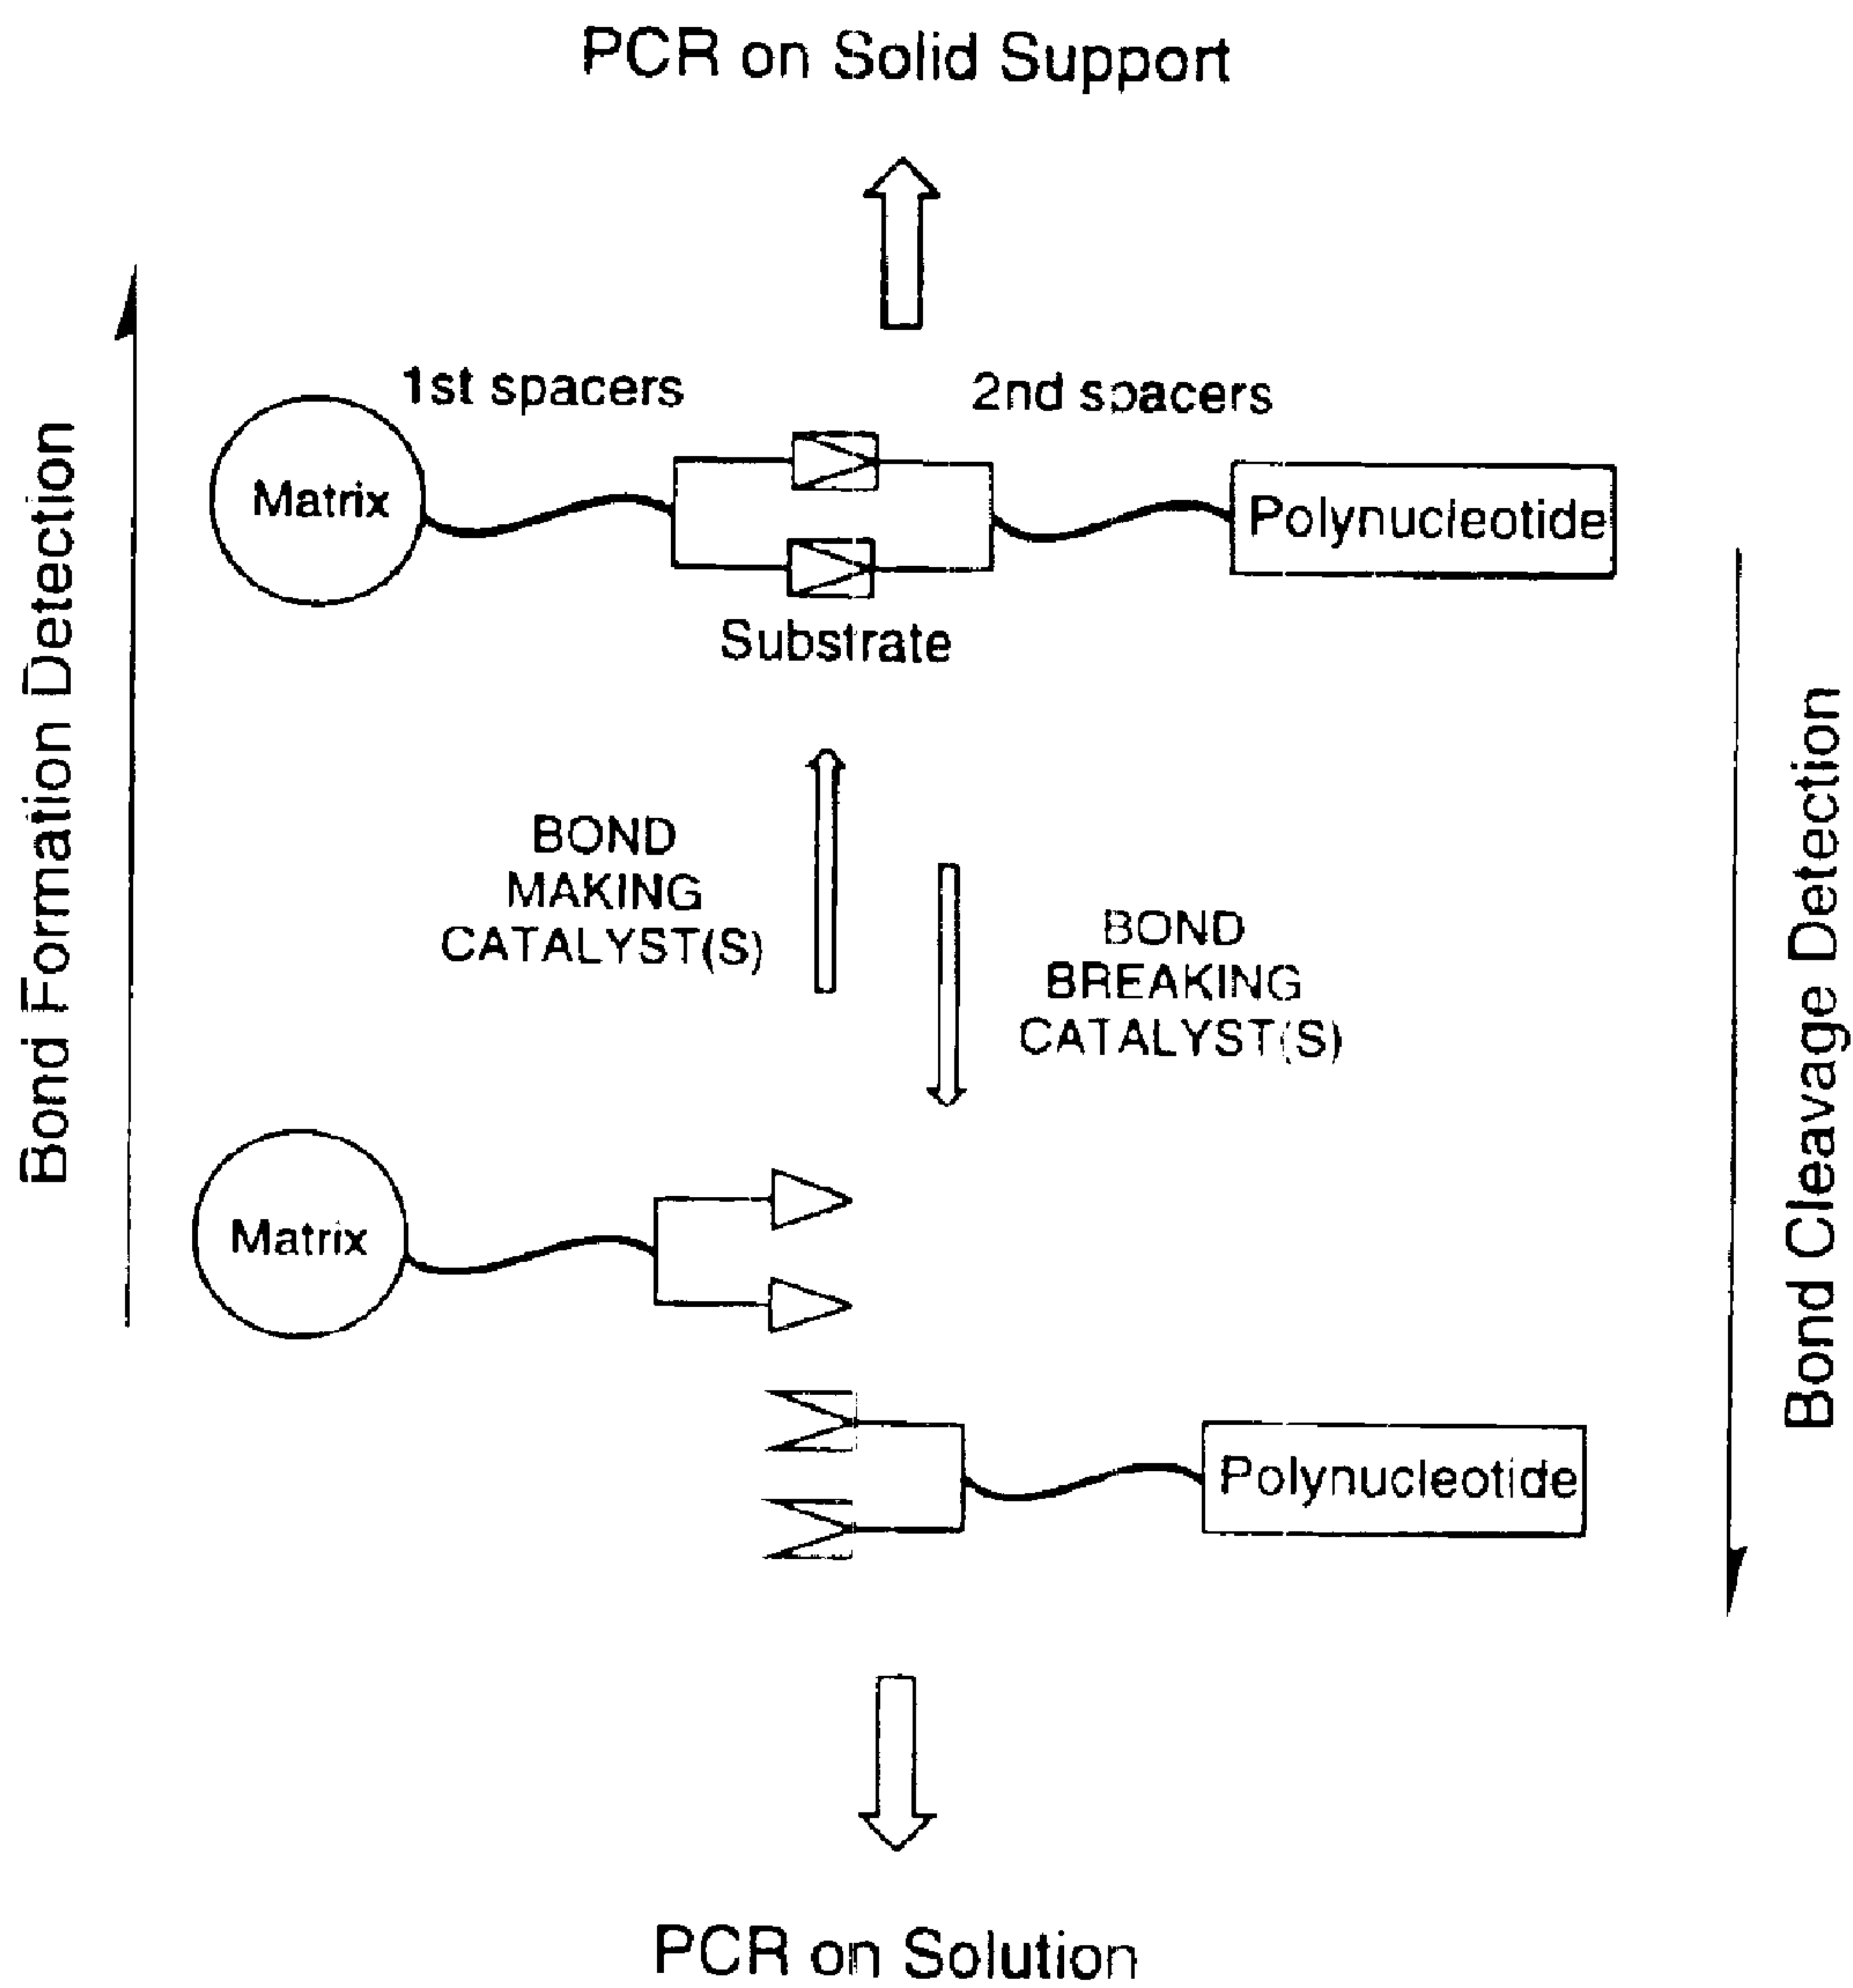 PCR on Solid Support
1st spacers
2nd spacers
Matrix
Polynucleotide
Substrate
Bond Formation Detection
BOND
MAKING
CATALYST(S)
BOND
BREAKING
CATALYST(S)
Bond Cleavage Detection
Matrix
Polynucleotide
PCR on Solution